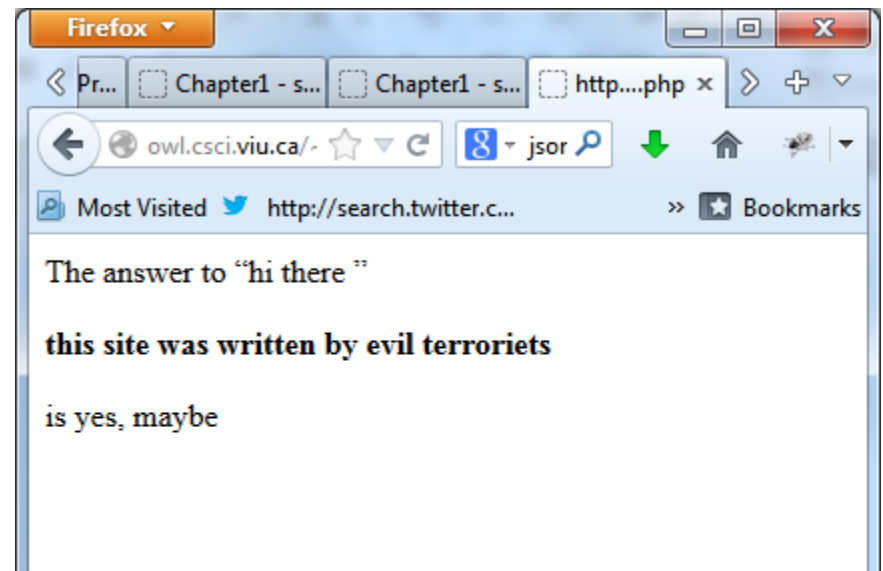 Firefox
Pr... Chapter1 - s... Chapter1 - s... http....php
owl.csci.viu.ca/~ 8 jsor
Most Visited http://search.twitter.c... » Bookmarks
The answer to “hi there ”
this site was written by evil terroriets
is yes, maybe